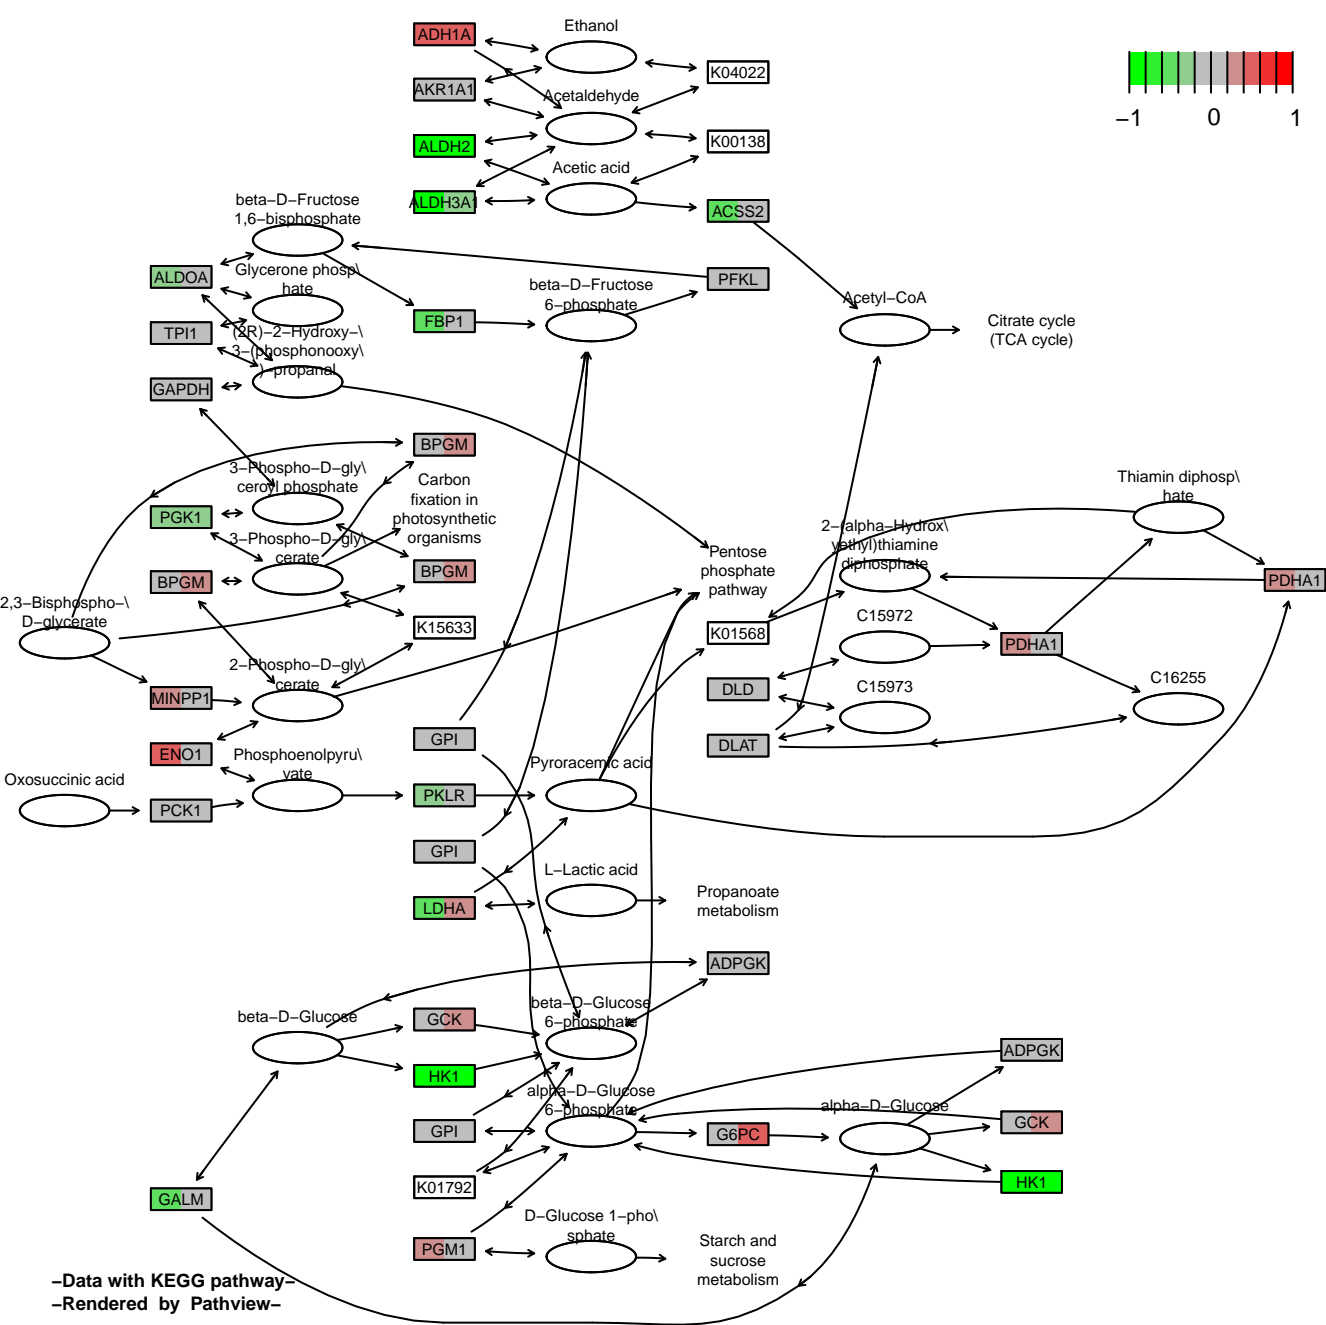 Ethanol
ADH1A
K04022
AKR1A1
Acetaldehyde
ALDH2
K00138
Acetic acid
ALDH3A1
ACSS2
−1
0
1
beta−D−Fructose
1,6−bisphosphate
ALDOA
Glycerone phosp\
hate
PFKL
beta−D−Fructose
6−phosphate
Acetyl−CoA
FBP1
TPI1
(2R)−2−Hydroxy−\
3−(phosphonooxy\
)−propanal
Citrate cycle
(TCA cycle)
GAPDH
BPGM
3−Phospho−D−gly\
ceroyl phosphate
Carbon
fixation in
photosynthetic
organisms
Thiamin diphosp\
hate
PGK1
3−Phospho−D−gly\
cerate
2−(alpha−Hydrox\
yethyl)thiamine
diphosphate
Pentose
phosphate
pathway
BPGM
BPGM
PDHA1
2,3−Bisphospho−\
D−glycerate
K15633
K01568
C15972
PDHA1
2−Phospho−D−gly\
cerate
MINPP1
DLD
C15973
C16255
GPI
DLAT
ENO1
Phosphoenolpyru\
vate
Pyroracemic acid
Oxosuccinic acid
PCK1
PKLR
GPI
L−Lactic acid
LDHA
Propanoate
metabolism
ADPGK
beta−D−Glucose
GCK
beta−D−Glucose
6−phosphate
HK1
ADPGK
alpha−D−Glucose
6−phosphate
alpha−D−Glucose
GPI
G6PC
GCK
K01792
HK1
GALM
D−Glucose 1−pho\
sphate
PGM1
Starch and
sucrose
metabolism
−Data with KEGG pathway−
−Rendered by Pathview−